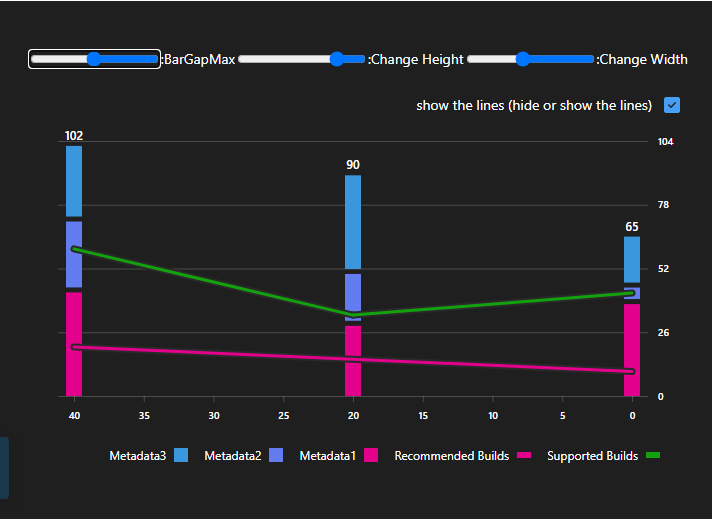 :BarGapMax :Change Height :Change Width
show the lines (hide or show the lines)
102
90
65
104
78
52
26
0
40 35 30 25 20 15 10 5 0
Metadata3 Metadata2 Metadata1 Recommended Builds Supported Builds